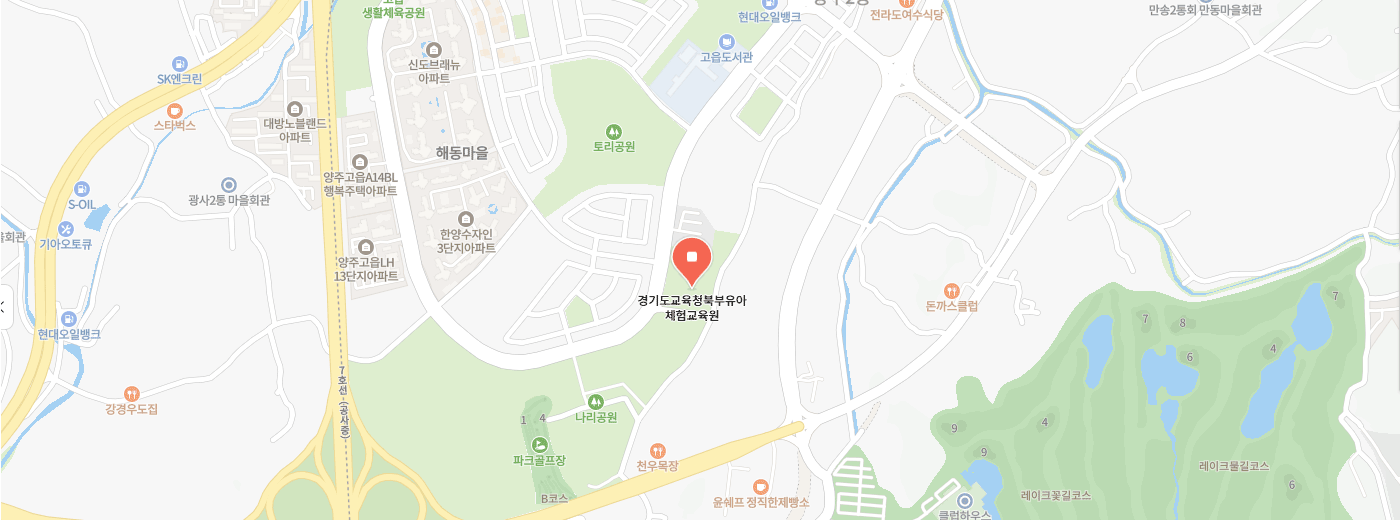 고읍
생활체육공원
현대오일뱅크
전라도여수식당
만송2통회 만동마을회관
신도브래뉴
아파트
고읍도서관
SK엔크린
스타벅스
대방노블랜드
아파트
토리공원
해동마을
양주고읍A14BL
행복주택아파트
광사2통 마을회관
S-OIL
한양수자인
3단지아파트
마을회관
기아오토큐
양주고읍LH
13단지아파트
경기도교육청북부유아
체험교육원
돈까스클럽
현대오일뱅크
7
7
8
6
4
7호선 (공사중)
강경우도집
1
4
나리공원
9
4
9
파크골프장
천우목장
레이크물길코스
6
B코스
윤쉐프 정직한제빵소
레이크꽃길코스
클럽하우스